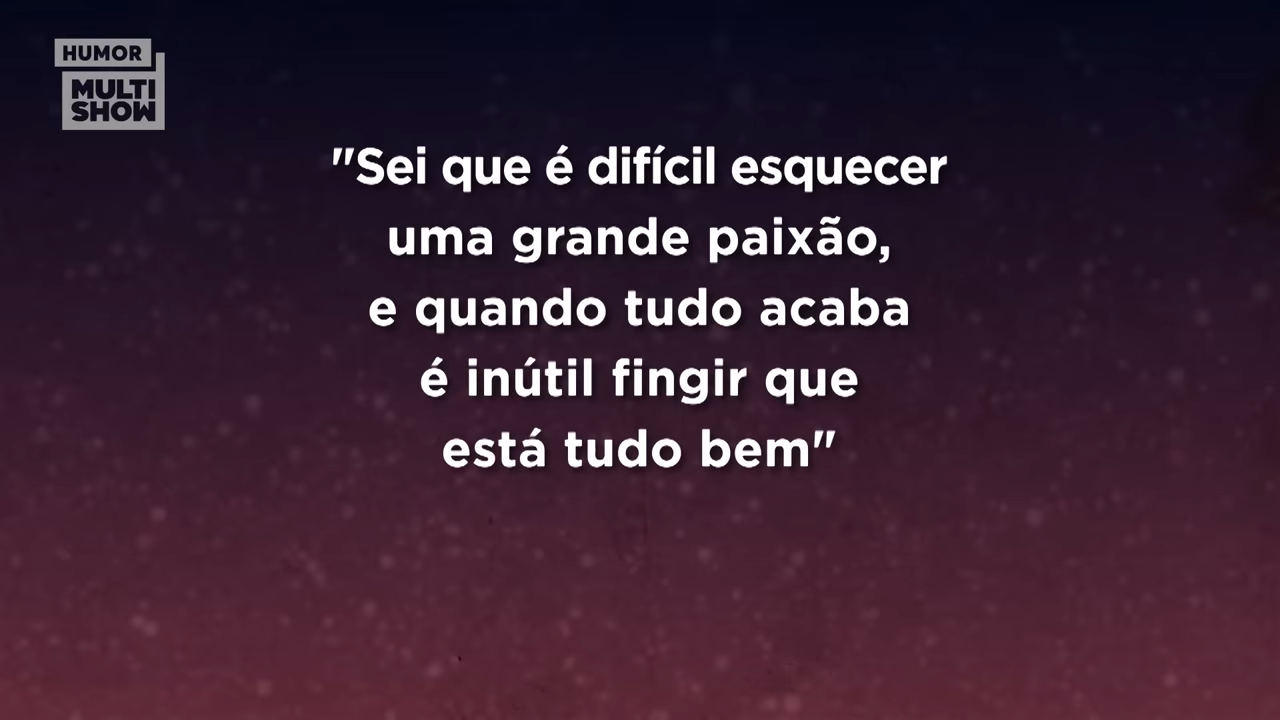 HUMOR
MULTI
SHOW
"Sei que é difícil esquecer
uma grande paixão,
e quando tudo acaba
é inútil fingir que
está tudo bem"